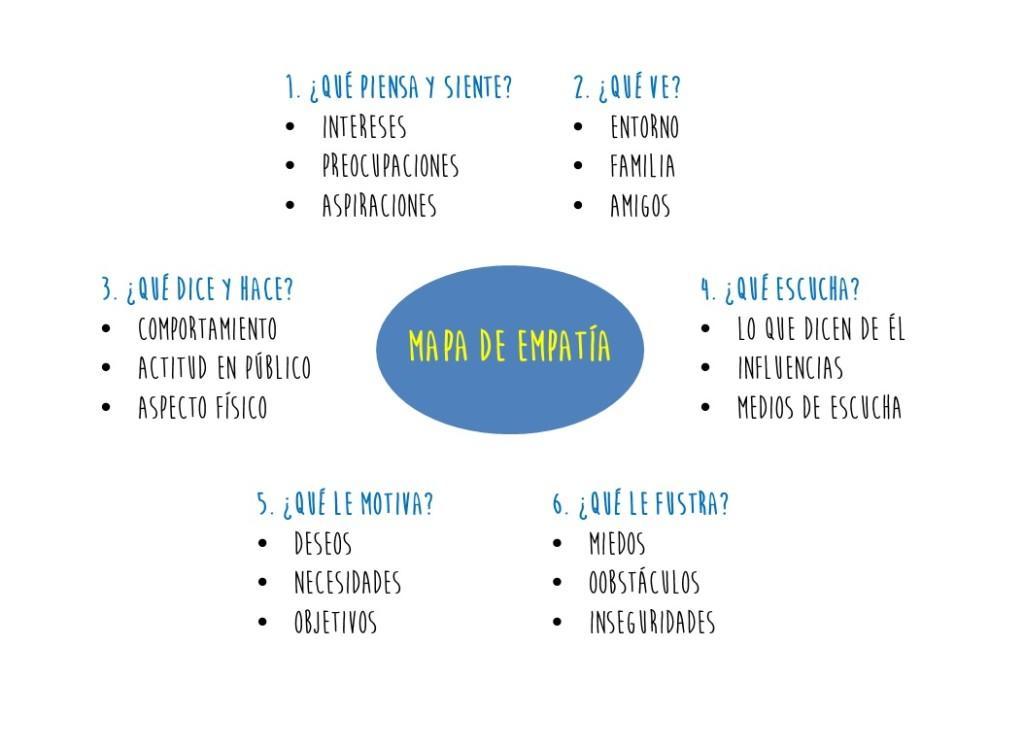 1. ¿QUÉ PIENSA Y SIENTE?
• INTERESES
• PREOCUPACIONES
• ASPIRACIONES
2. ¿QUÉ VE?
• ENTORNO
• FAMILIA
• AMIGOS
3. ¿QUÉ DICE Y HACE?
• COMPORTAMIENTO
• ACTITUD EN PÚBLICO
• ASPECTO FÍSICO
MAPA DE EMPATÍA
4. ¿QUÉ ESCUCHA?
• LO QUE DICEN DE ÉL
• INFLUENCIAS
• MEDIOS DE ESCUCHA
5. ¿QUÉ LE MOTIVA?
• DESEOS
• NECESIDADES
• OBJETIVOS
6. ¿QUÉ LE FUSTRA?
• MIEDOS
• OOBSTÁCULOS
• INSEGURIDADES